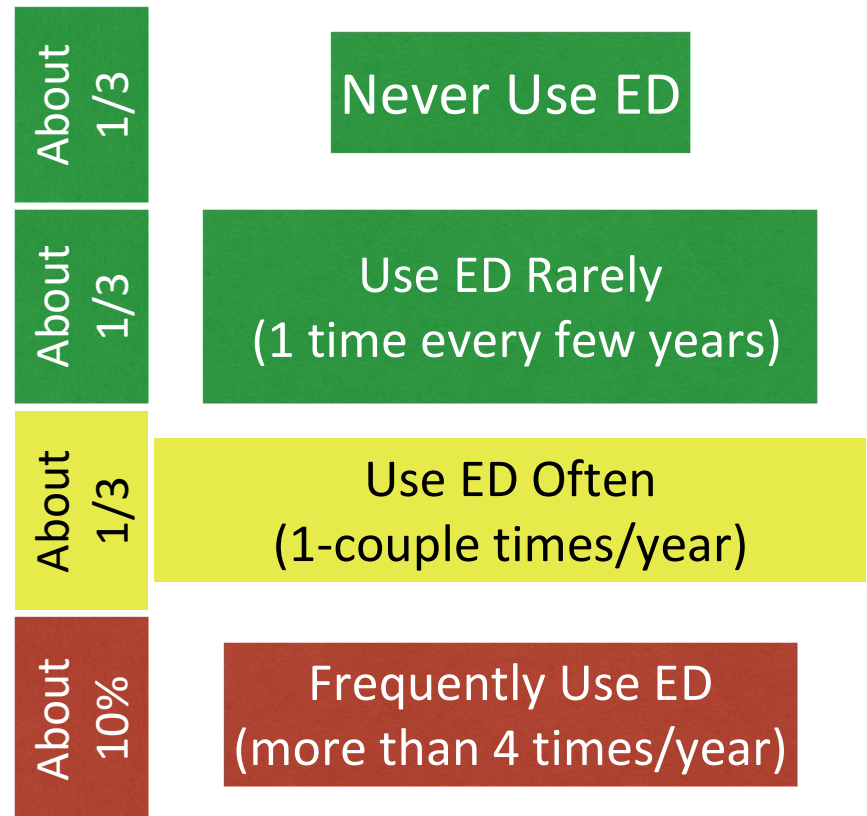 About
1/3
Never Use ED
About
1/3
Use ED Rarely
(1 time every few years)
About
1/3
Use ED Often
(1-couple times/year)
About
10%
Frequently Use ED
(more than 4 times/year)